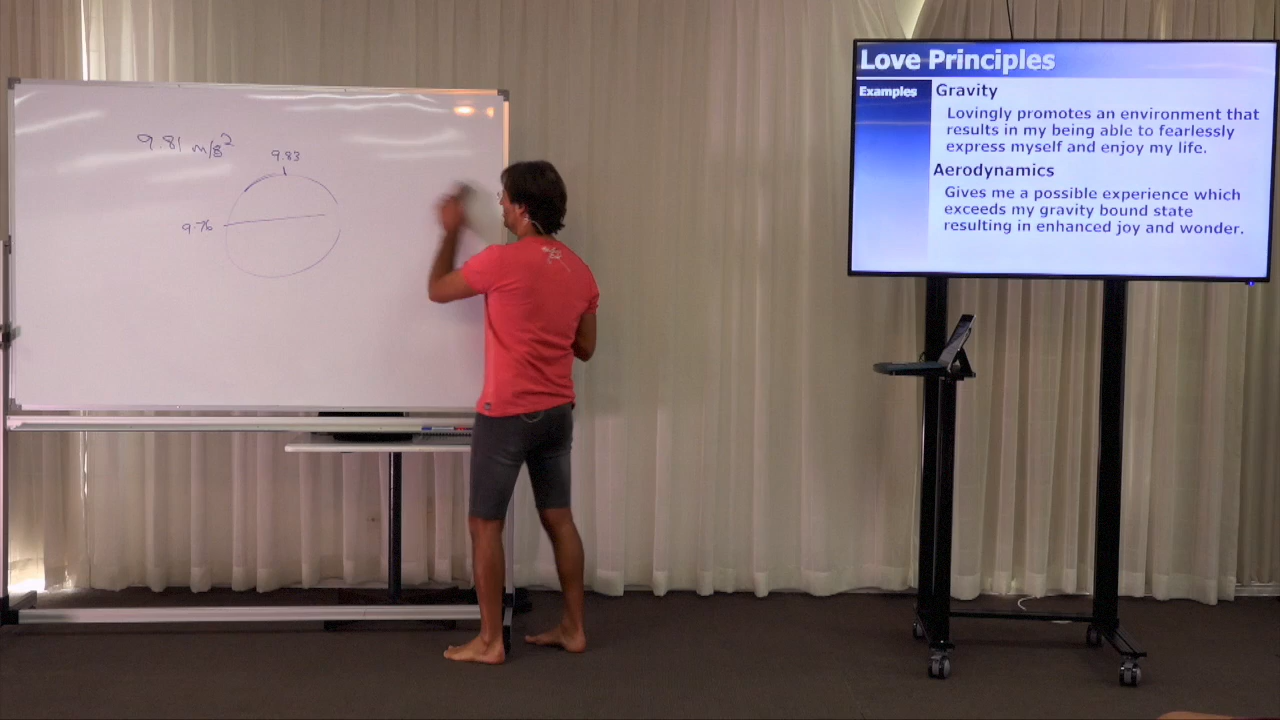 9.81 m/s²
9.83
9.76
Love Principles
Examples
Gravity
Lovingly promotes an environment that
results in my being able to fearlessly
express myself and enjoy my life.
Aerodynamics
Gives me a possible experience which
exceeds my gravity bound state
resulting in enhanced joy and wonder.